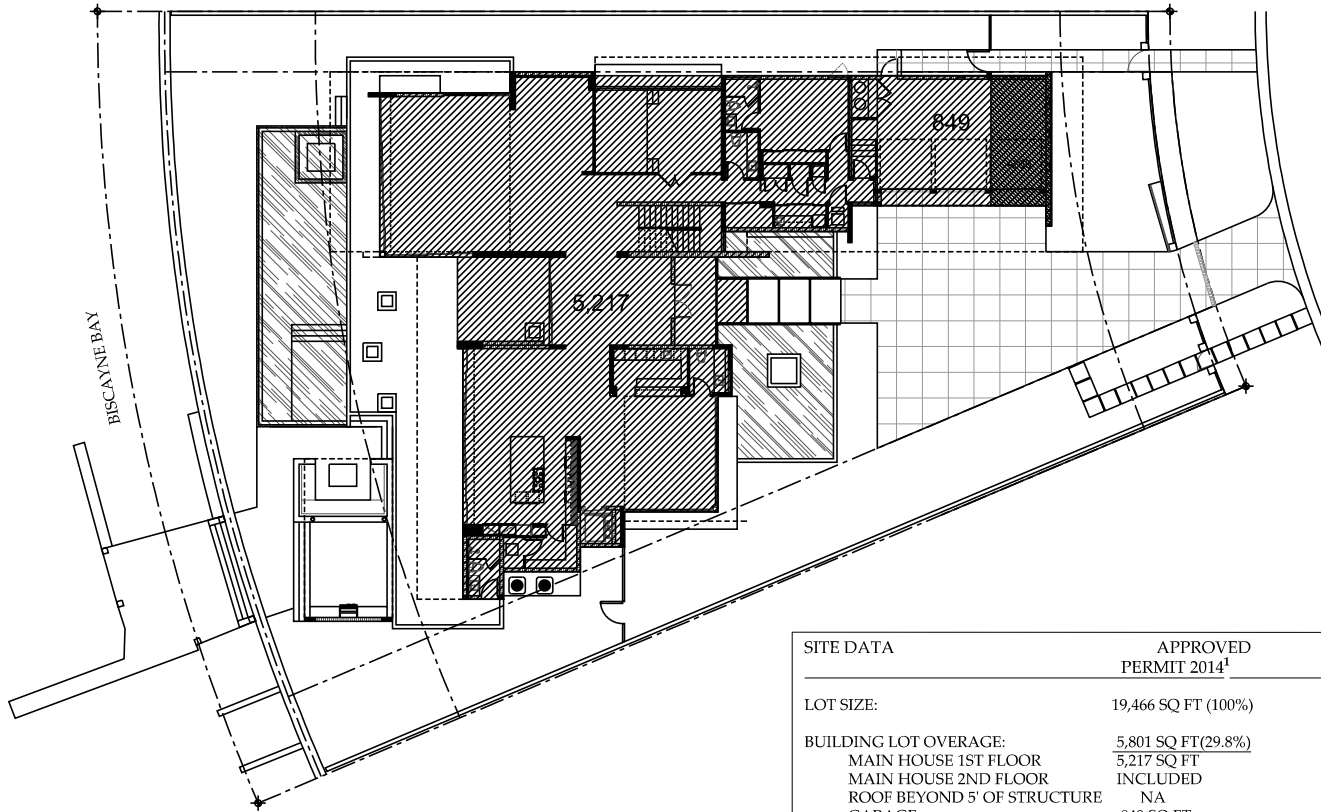 849
5,217
BISCAYNE BAY
SITE DATA APPROVED
PERMIT 2014¹
LOT SIZE: 19,466 SQ FT (100%)
BUILDING LOT OVERAGE: 5,801 SQ FT(29.8%)
MAIN HOUSE 1ST FLOOR 5,217 SQ FT
MAIN HOUSE 2ND FLOOR INCLUDED
ROOF BEYOND 5' OF STRUCTURE NA